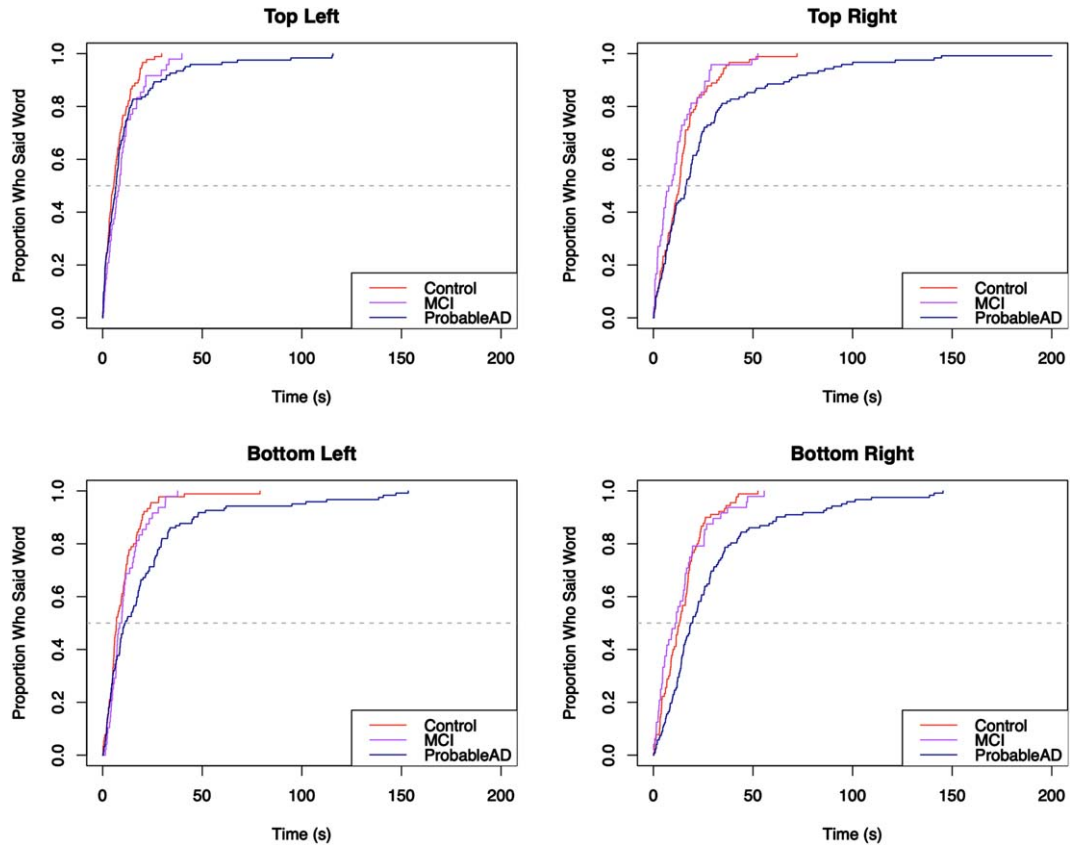 Top Left
Proportion Who Said Word
0.0 0.2 0.4 0.6 0.8 1.0
Control
MCI
ProbableAD
0 50 100 150 200
Time (s)
Top Right
Proportion Who Said Word
0.0 0.2 0.4 0.6 0.8 1.0
Control
MCI
ProbableAD
0 50 100 150 200
Time (s)
Bottom Left
Proportion Who Said Word
0.0 0.2 0.4 0.6 0.8 1.0
Control
MCI
ProbableAD
0 50 100 150 200
Time (s)
Bottom Right
Proportion Who Said Word
0.0 0.2 0.4 0.6 0.8 1.0
Control
MCI
ProbableAD
0 50 100 150 200
Time (s)